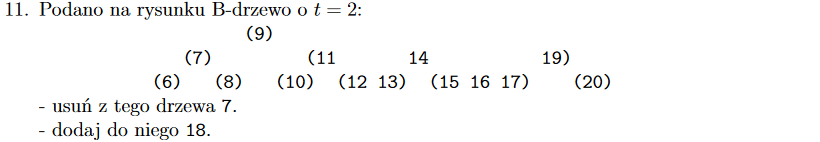 11. Podano na rysunku B-drzewo o t = 2:
(9)
(7) (11 14 19)
(6) (8) (10) (12 13) (15 16 17) (20)
- usuń z tego drzewa 7.
- dodaj do niego 18.